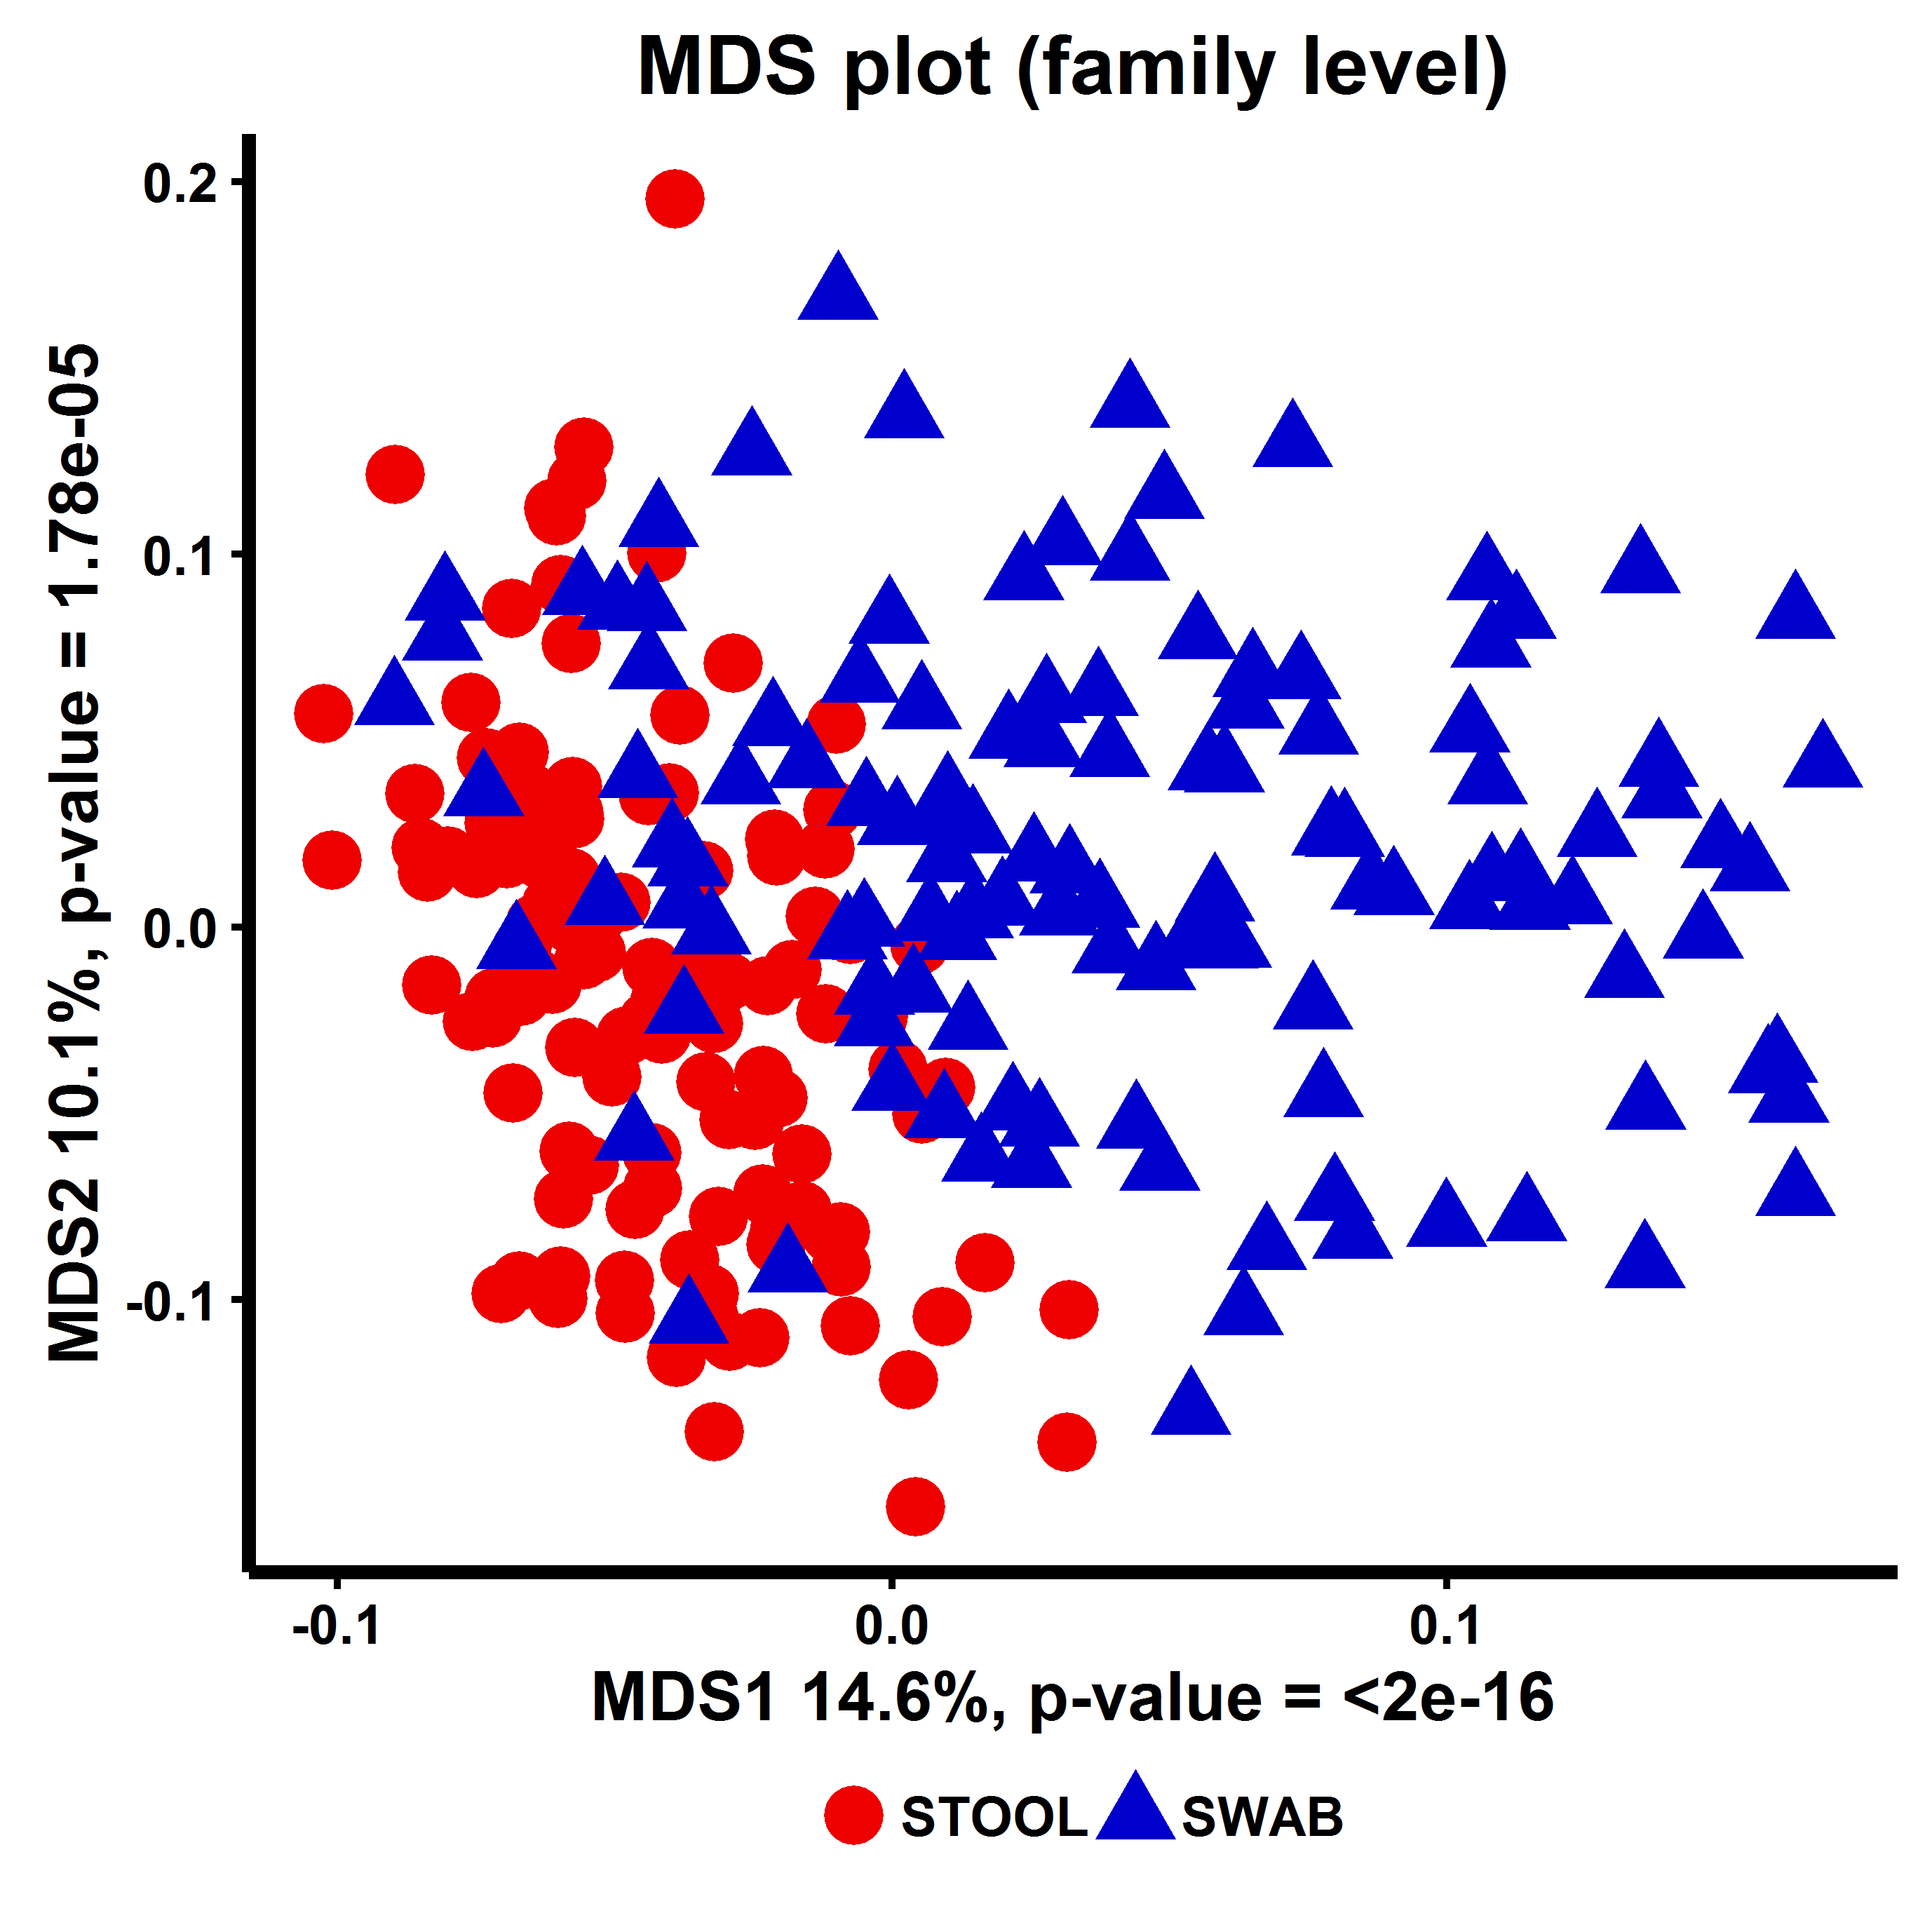 MDS plot (family level)
MDS2 10.1%, p-value = 1.78e-05
0.2
0.1
0.0
-0.1
-0.1 0.0 0.1
MDS1 14.6%, p-value = <2e-16
STOOL SWAB